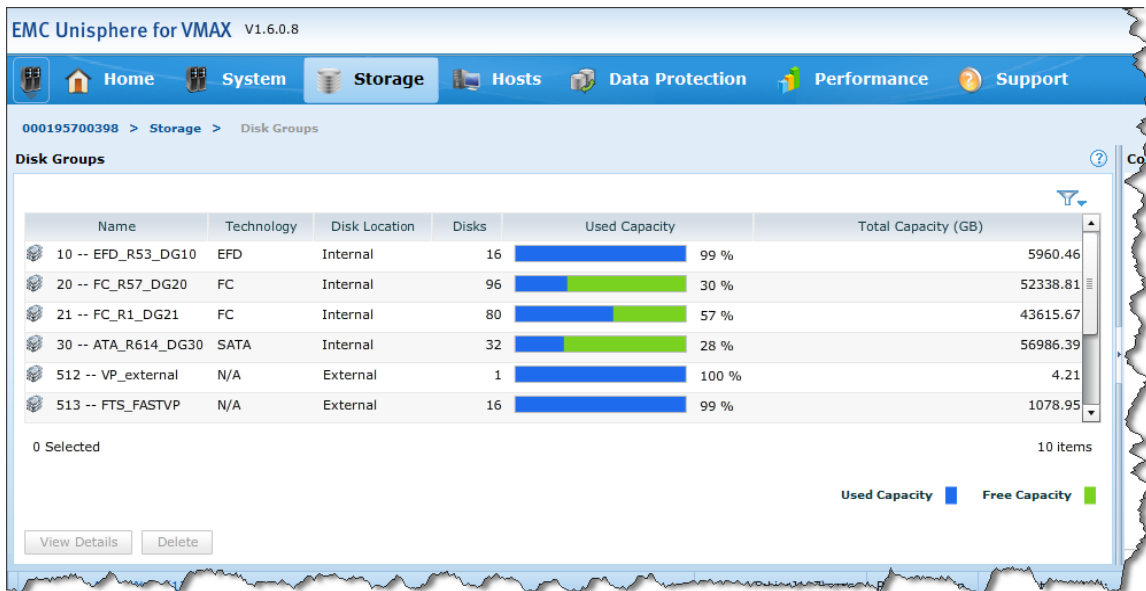 EMC Unisphere for VMAX V1.6.0.8
Home System Storage Hosts Data Protection Performance Support
000195700398 > Storage > Disk Groups
Disk Groups
Name Technology Disk Location Disks Used Capacity Total Capacity (GB)
10 -- EFD_R53_DG10 EFD Internal 16 99 % 5960.46
20 -- FC_R57_DG20 FC Internal 96 30 % 52338.81
21 -- FC_R1_DG21 FC Internal 80 57 % 43615.67
30 -- ATA_R614_DG30 SATA Internal 32 28 % 56986.39
512 -- VP_external N/A External 1 100 % 4.21
513 -- FTS_FASTVP N/A External 16 99 % 1078.95
0 Selected 10 items
Used Capacity Free Capacity
View Details Delete